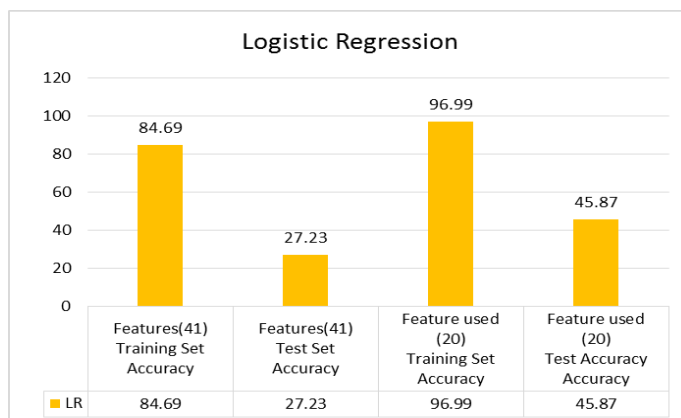 Logistic Regression
120
100
80
60
40
20
0
84.69
27.23
96.99
45.87
Features(41)
Training Set
Accuracy
Features(41)
Test Set
Accuracy
Feature used
(20)
Training Set
Accuracy
Feature used
(20)
Test Accuracy
Accuracy
LR 84.69 27.23 96.99 45.87